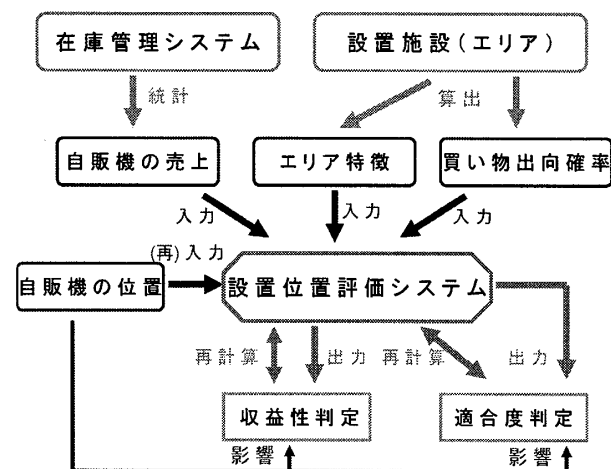 在庫管理システム
設置施設(エリア)
統計
算出
自販機の売上
エリア特徴
買い物出向確率
入力
入力
入力
(再)入力
自販機の位置
設置位置評価システム
再計算
出力
再計算
出力
収益性判定
適合度判定
影響
影響